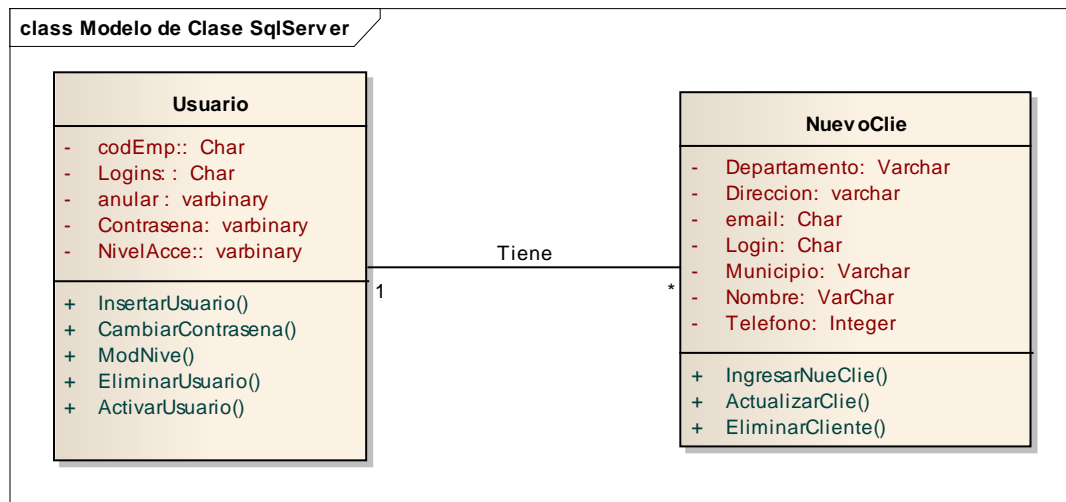 class Modelo de Clase SqlServer
Usuario
- codEmp:: Char
- Logins: : Char
- anular : varbinary
- Contrasena: varbinary
- NivelAcce:: varbinary
+ InsertarUsuario()
+ CambiarContrasena()
+ ModNive()
+ EliminarUsuario()
+ ActivarUsuario()
Tiene
1
*
NuevoClie
- Departamento: Varchar
- Direccion: varchar
- email: Char
- Login: Char
- Municipio: Varchar
- Nombre: VarChar
- Telefono: Integer
+ IngresarNueClie()
+ ActualizarClie()
+ EliminarCliente()